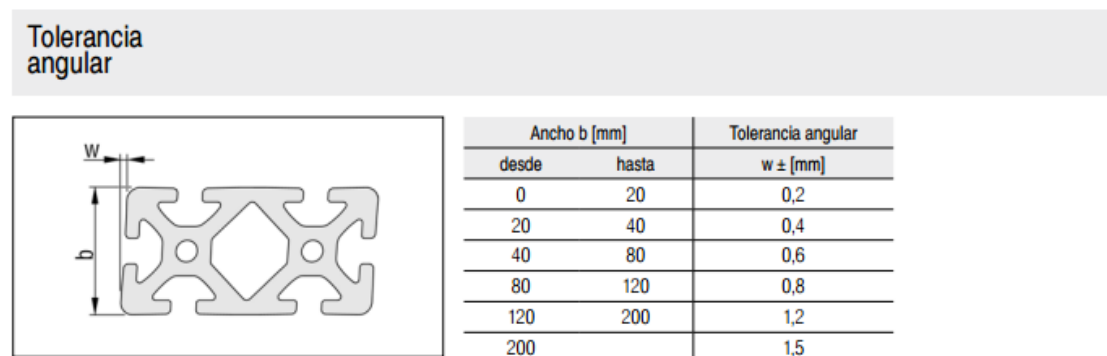 Tolerancia
angular
w
b
Ancho b [mm] Tolerancia angular
desde hasta w ± [mm]
0 20 0,2
20 40 0,4
40 80 0,6
80 120 0,8
120 200 1,2
200 1,5